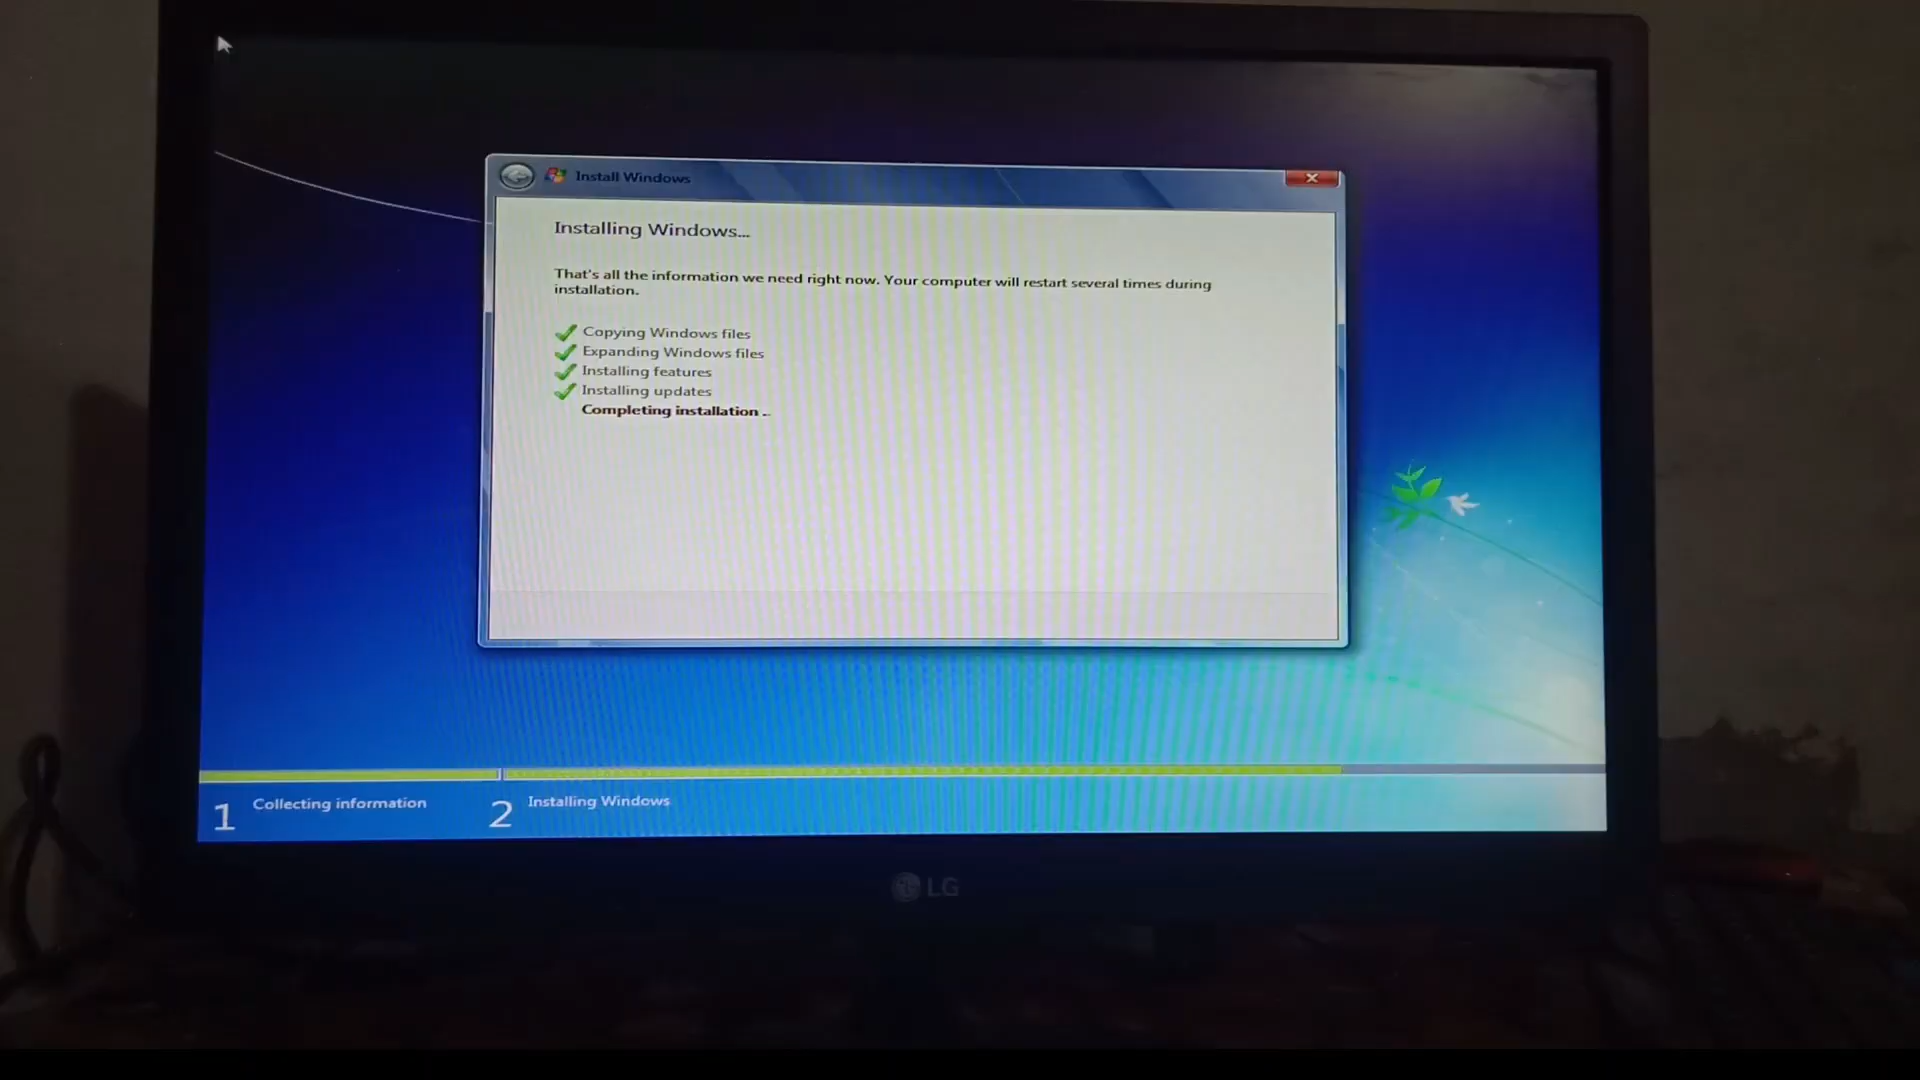 Install Windows
Installing Windows...
That's all the information we need right now. Your computer will restart several times during
installation.
Copying Windows files
Expanding Windows files
Installing features
Installing updates
Completing installation ..
1 Collecting information
2 Installing Windows
LG